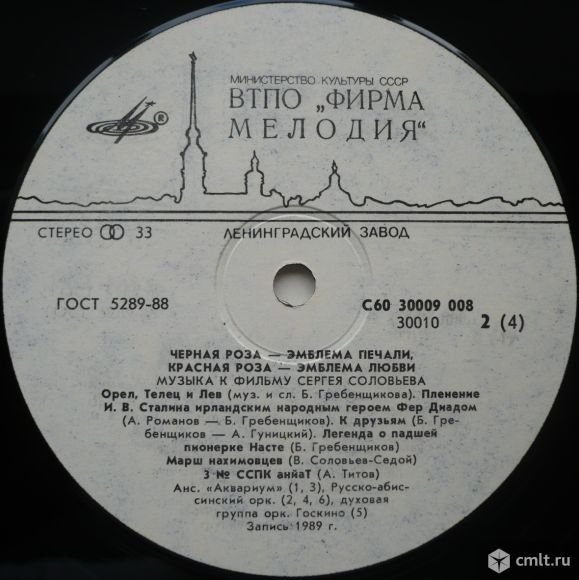 МИНИСТЕРСТВО КУЛЬТУРЫ СССР
ВТПО „ФИРМА
МЕЛОДИЯ“
®
СТЕРЕО 33
ЛЕНИНГРАДСКИЙ ЗАВОД
ГОСТ 5289-88
С60 30009 008
30010 2 (4)
ЧЕРНАЯ РОЗА — ЭМБЛЕМА ПЕЧАЛИ,
КРАСНАЯ РОЗА — ЭМБЛЕМА ЛЮБВИ
МУЗЫКА К ФИЛЬМУ СЕРГЕЯ СОЛОВЬЕВА
Орел, Телец и Лев (муз. и сл. Б. Гребенщикова). Пленение
И. В. Сталина ирландским народным героем Фер Диадом
(А. Романов — Б. Гребенщиков). К друзьям (Б. Гре-
бенщиков — А. Гуницкий). Легенда о падшей
пионерке Насте (Б. Гребенщиков)
Марш нахимовцев (В. Соловьев-Седой)
3 № ССПК анйаТ (А. Титов)
Анс. «Аквариум» (1, 3), Русско-абис-
синский орк. (2, 4, 6), духовая
группа орк. Госкино (5)
Запись 1989 г.
cmlt.ru